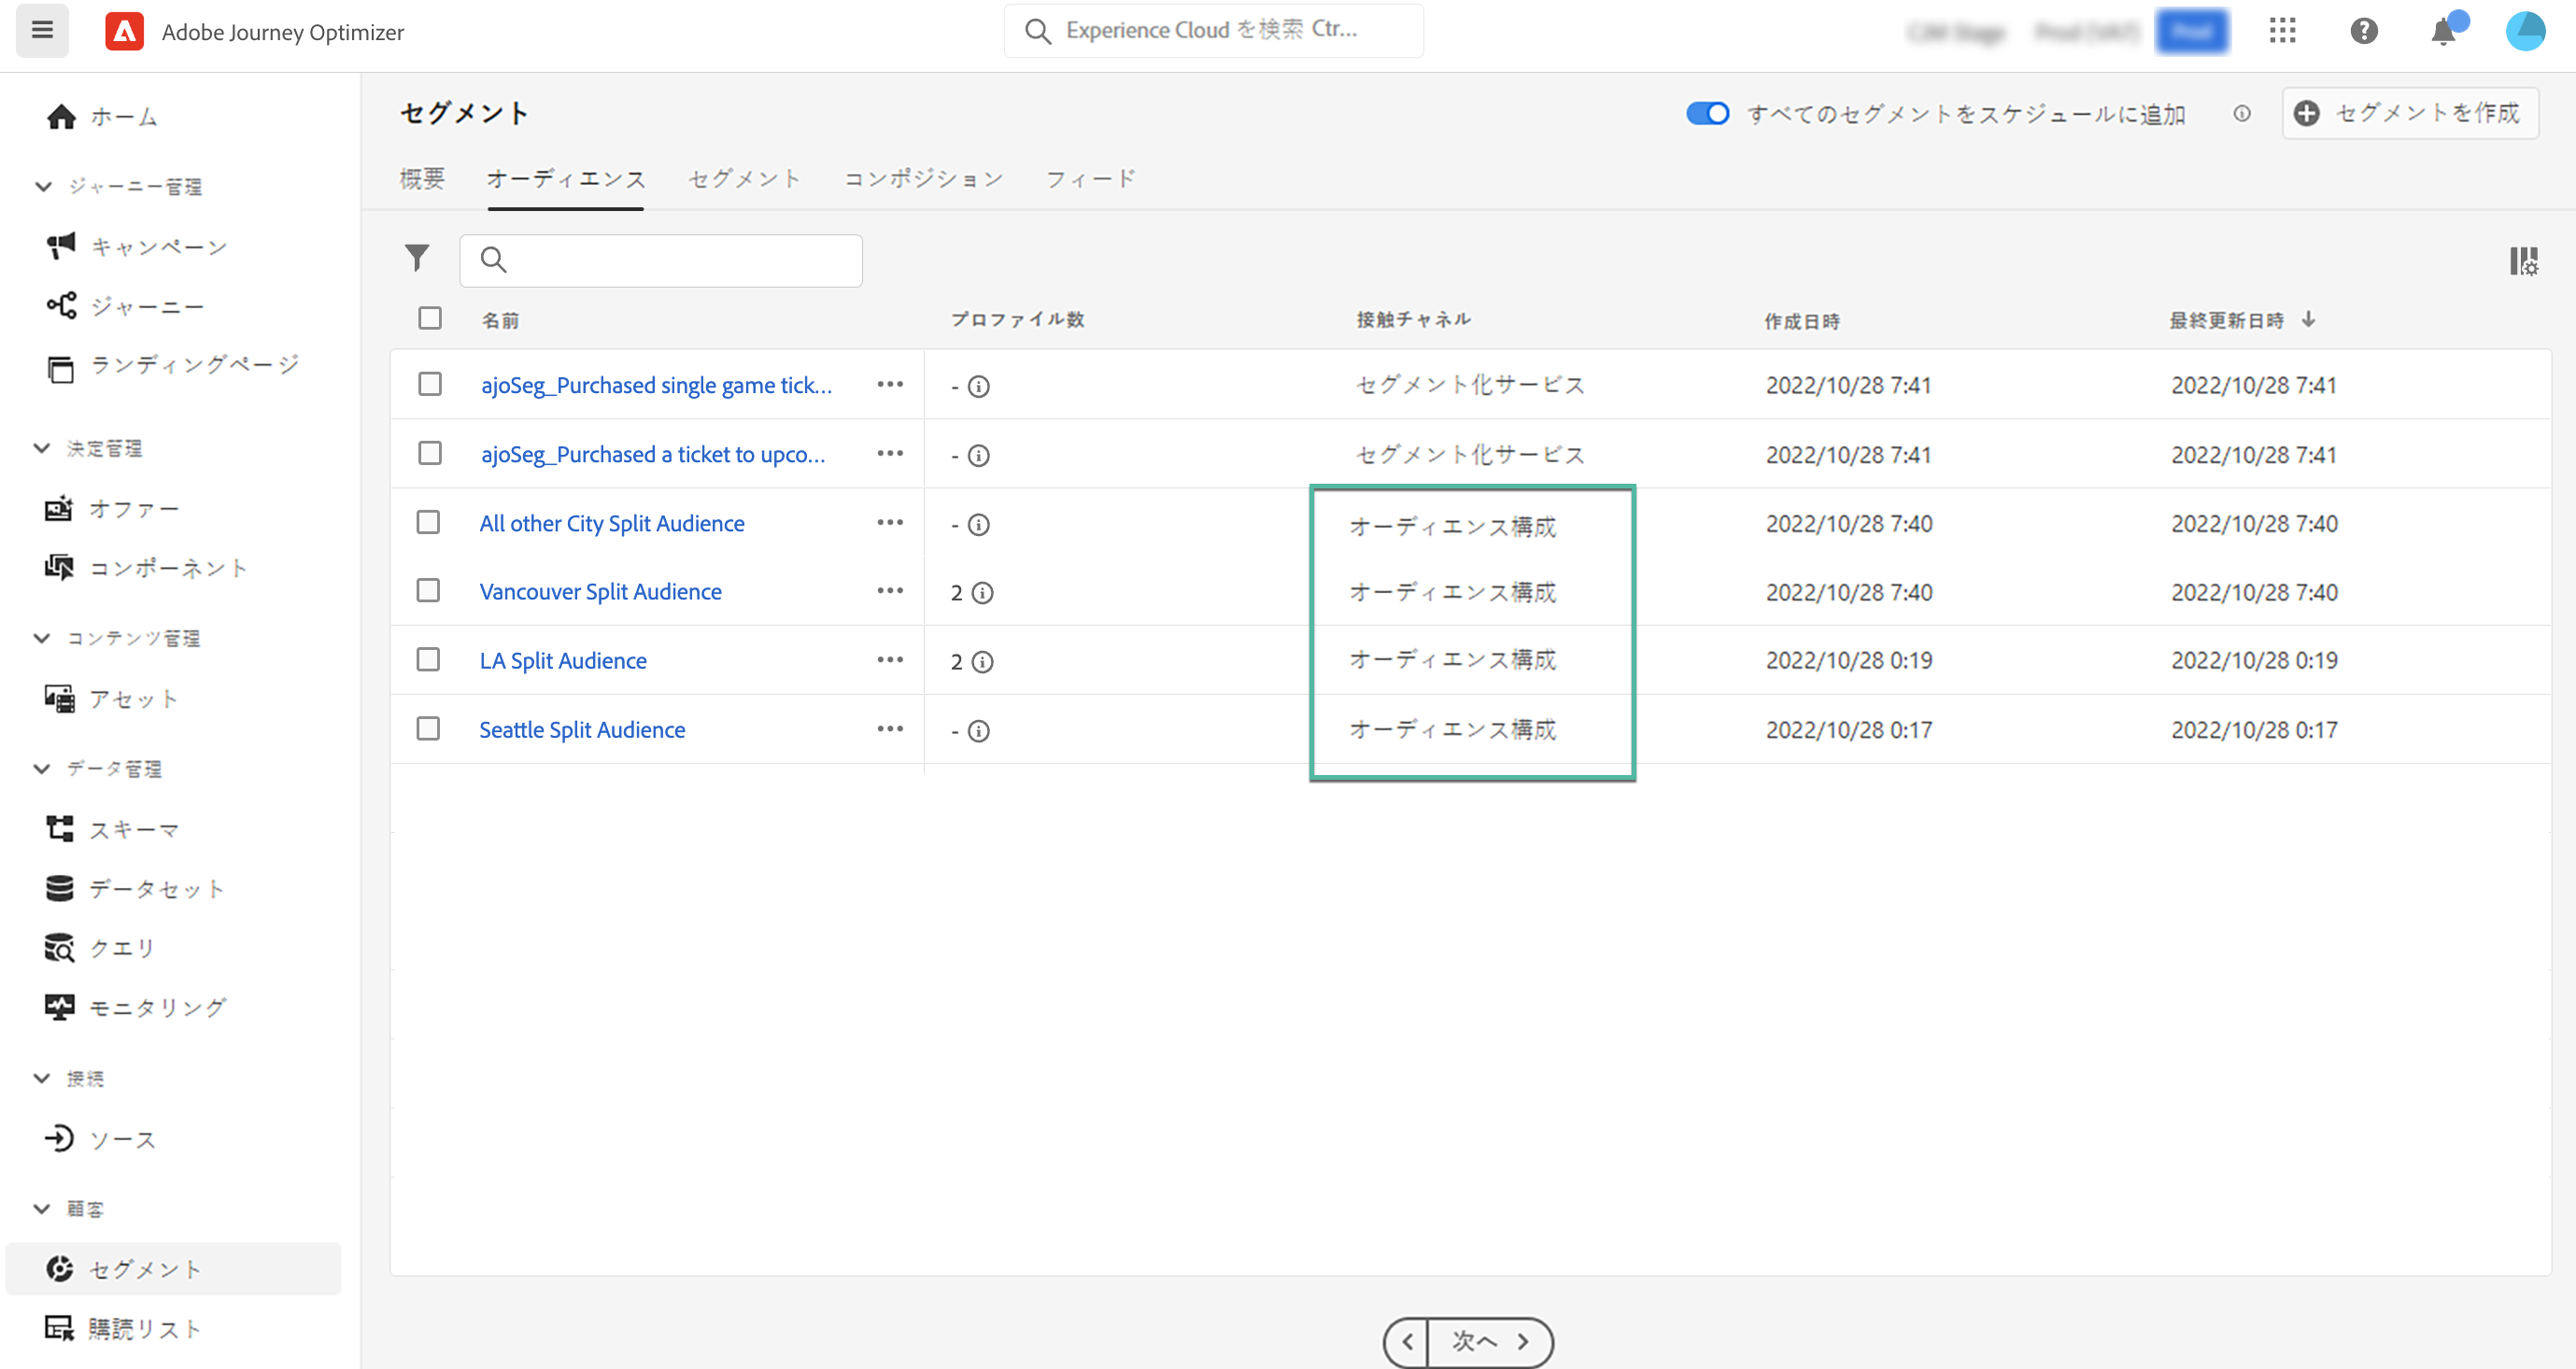 Adobe Journey Optimizer
Experience Cloud を検索 Ctr...
ホーム
ジャーニー管理
キャンペーン
ジャーニー
ランディングページ
決定管理
オファー
コンポーネント
コンテンツ管理
アセット
データ管理
スキーマ
データセット
クエリ
モニタリング
接続
ソース
顧客
セグメント
購読リスト
セグメント
すべてのセグメントをスケジュールに追加
セグメントを作成
概要 オーディエンス セグメント コンポジション フィード
名前 プロファイル数 接触チャネル 作成日時 最終更新日時
ajoSeg_Purchased single game tick... - セグメント化サービス 2022/10/28 7:41 2022/10/28 7:41
ajoSeg_Purchased a ticket to upco... - セグメント化サービス 2022/10/28 7:41 2022/10/28 7:41
All other City Split Audience - オーディエンス構成 2022/10/28 7:40 2022/10/28 7:40
Vancouver Split Audience 2 オーディエンス構成 2022/10/28 7:40 2022/10/28 7:40
LA Split Audience 2 オーディエンス構成 2022/10/28 0:19 2022/10/28 0:19
Seattle Split Audience - オーディエンス構成 2022/10/28 0:17 2022/10/28 0:17
次へ